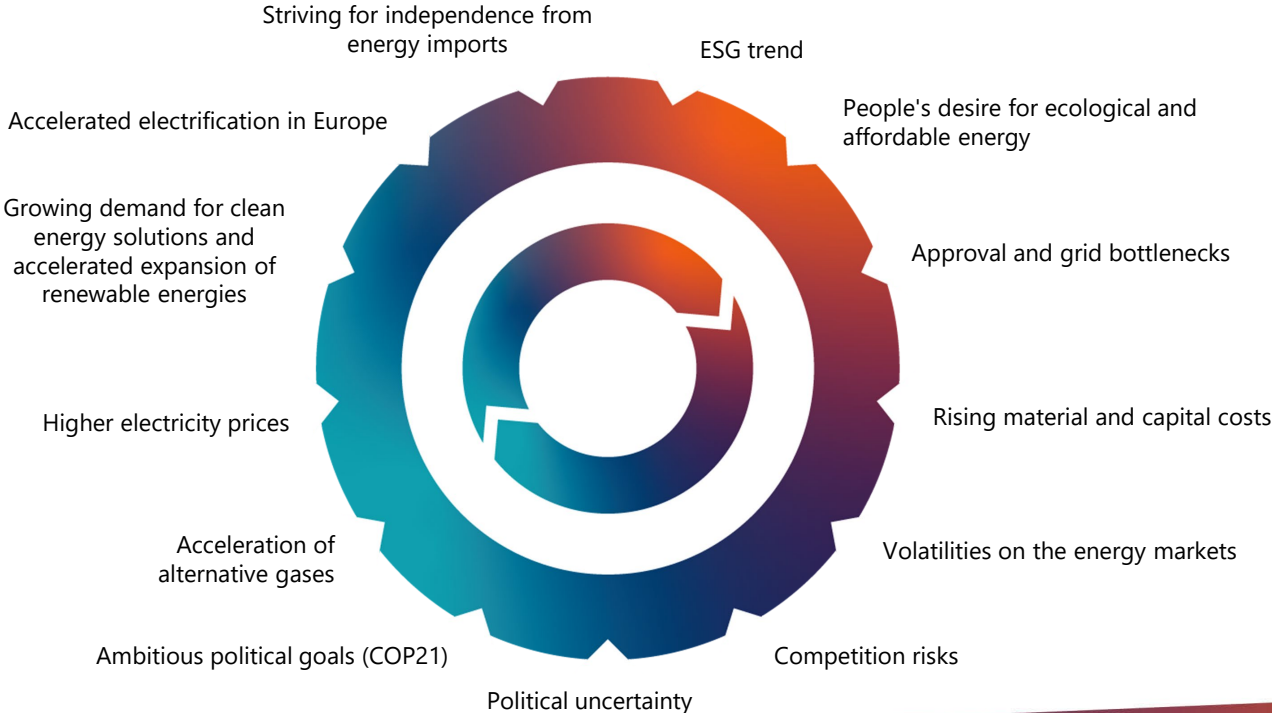 Striving for independence from
energy imports
ESG trend
People's desire for ecological and
affordable energy
Accelerated electrification in Europe
Growing demand for clean
energy solutions and
accelerated expansion of
renewable energies
Approval and grid bottlenecks
Higher electricity prices
Rising material and capital costs
Acceleration of
alternative gases
Volatilities on the energy markets
Ambitious political goals (COP21)
Competition risks
Political uncertainty